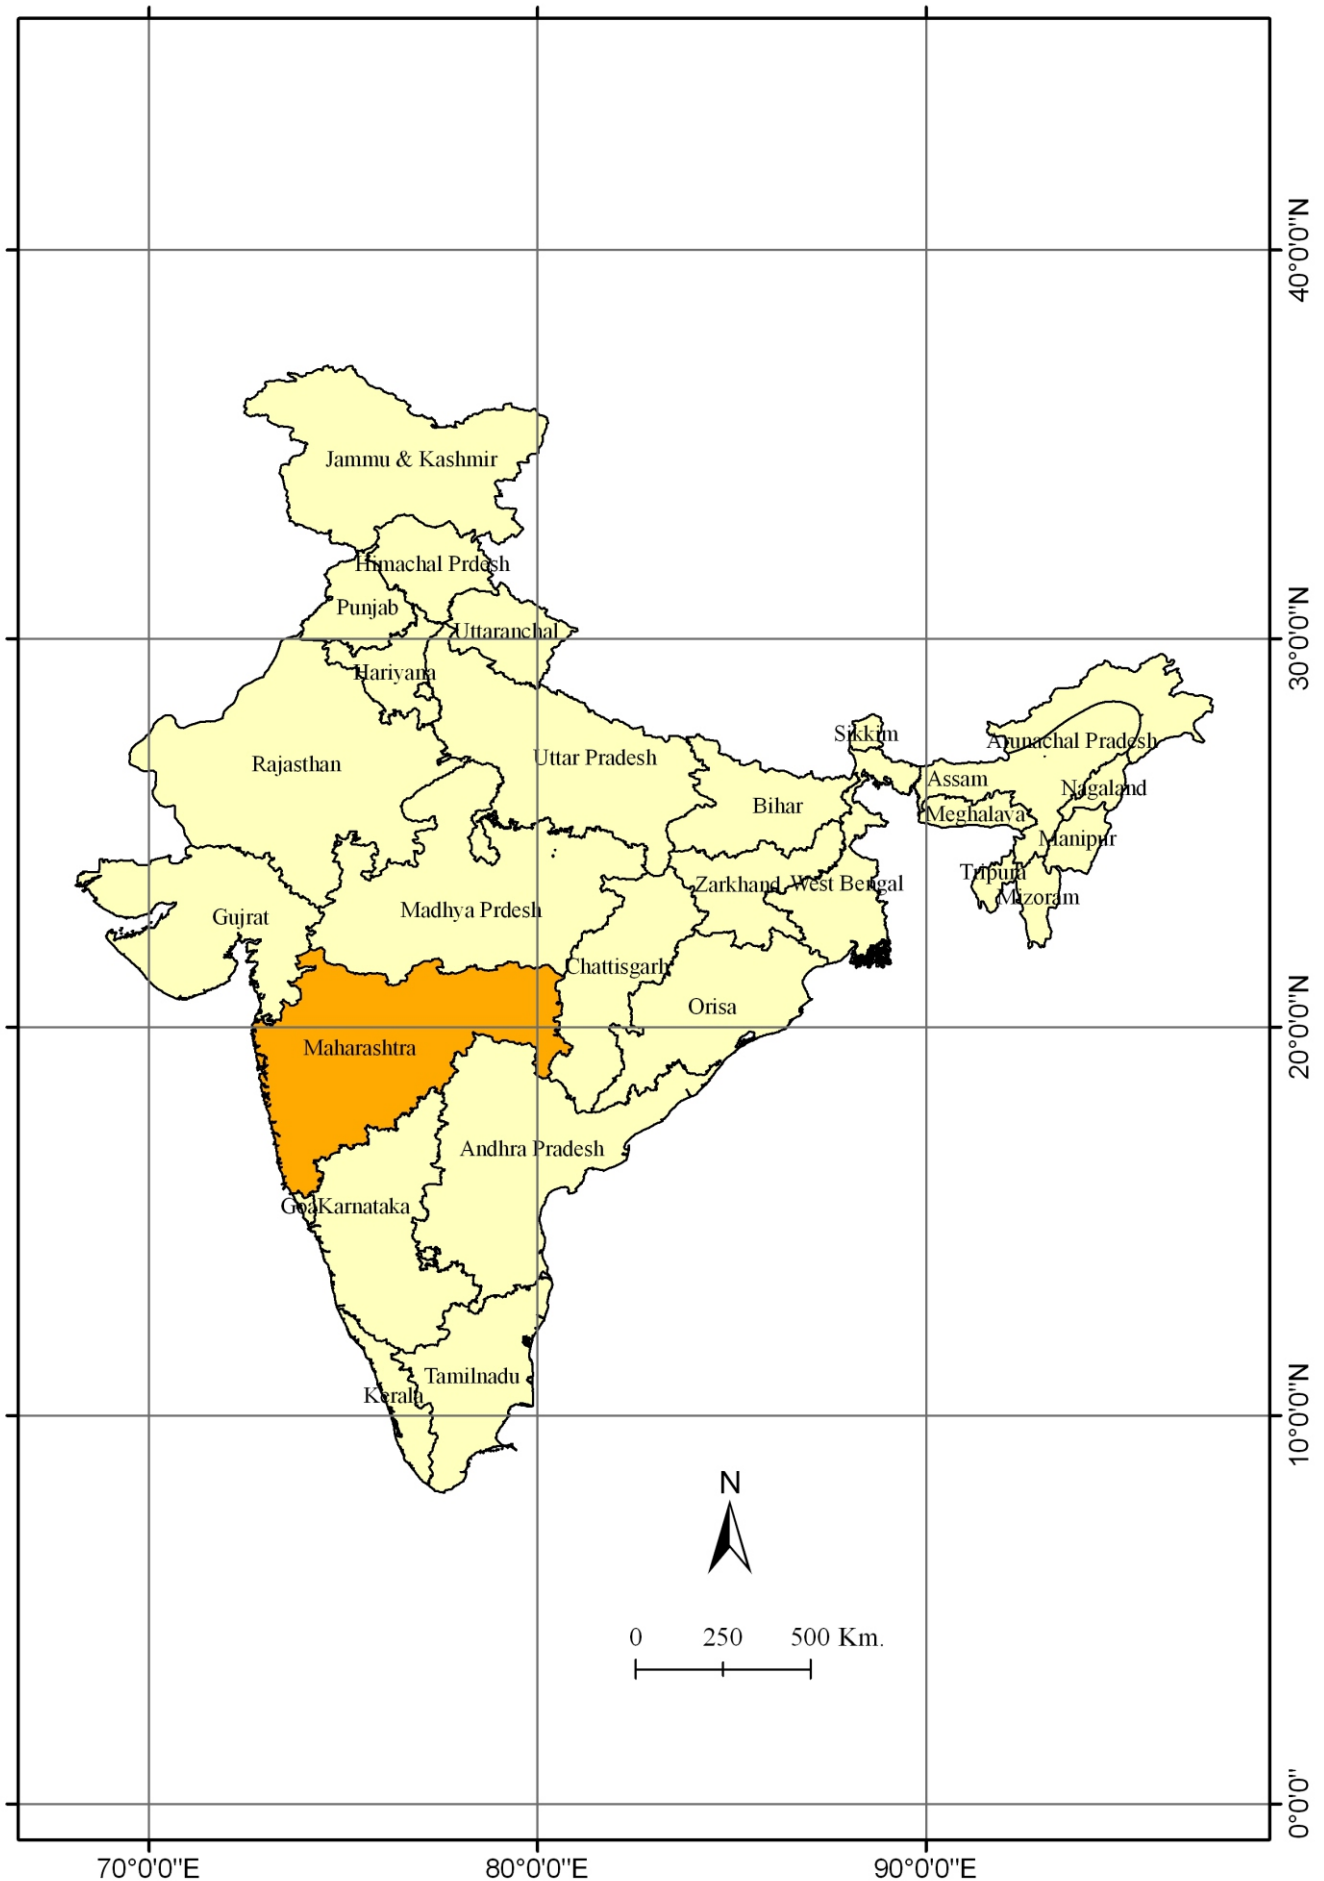 40°0'0"N
Jammu & Kashmir
Himachal Prdesh
Punjab
Uttaranchal
30°0'0"N
Hariyana
Sikkim
Arunachal Pradesh
Rajasthan
Uttar Pradesh
Assam
Nagaland
Bihar
Meghalaya
Manipur
Tripura
Zarkhand
West Bengal
Mizoram
Gujrat
Madhya Prdesh
Chattisgarh
Orisa
20°0'0"N
Maharashtra
Andhra Pradesh
Goa
Karnataka
Tamilnadu
Kerala
10°0'0"N
N
0 250 500 Km.
0°0'0"
70°0'0"E 80°0'0"E 90°0'0"E